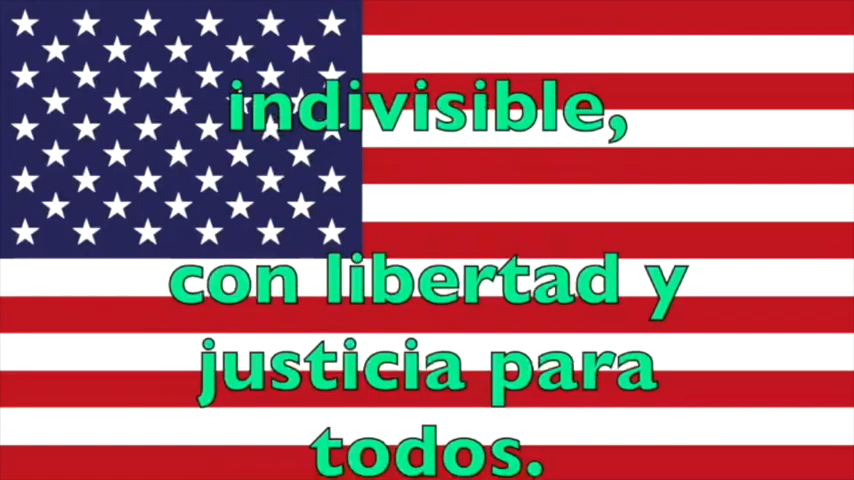 indivisible,
con libertad y
justicia para
todos.